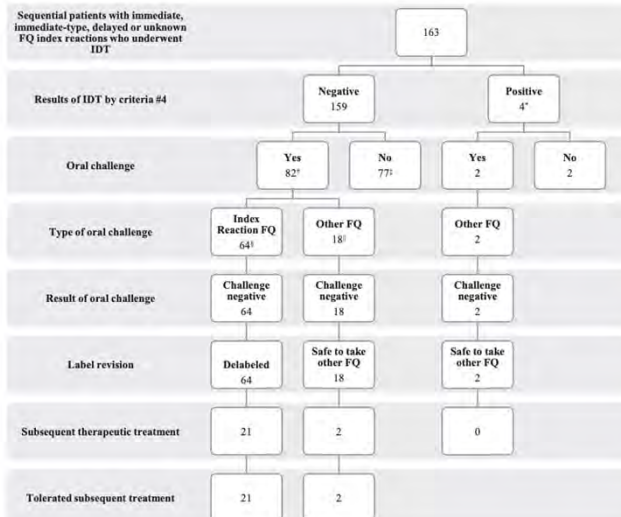 Sequential patients with immediate,
immediate-type, delayed or unknown
FQ index reactions who underwent
IDT
163
Results of IDT by criteria #4
Negative
159
Positive
4*
Oral challenge
Yes
82†
No
77‡
Yes
2
No
2
Type of oral challenge
Index
Reaction FQ
64§
Other FQ
18||
Other FQ
2
Result of oral challenge
Challenge
negative
64
Challenge
negative
18
Challenge
negative
2
Label revision
Delabeled
64
Safe to take
other FQ
18
Safe to take
other FQ
2
Subsequent therapeutic treatment
21
2
0
Tolerated subsequent treatment
21
2